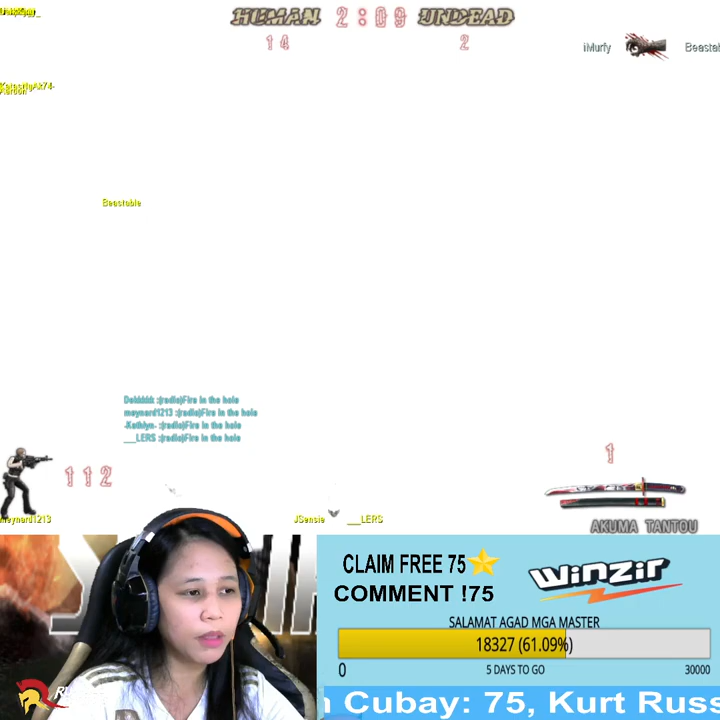 HUMAN 2:09 UNDEAD
14 2
iMurfy Beastab
Beastable
Dekkkkkk :(radio)Fire in the hole
meynard1213 :(radio)Fire in the hole
-Kathlyn- :(radio)Fire in the hole
___LERS :(radio)Fire in the hole
112
1
AKUMA TANTOU
meynard1213
JSensie ___LERS
CLAIM FREE 75
COMMENT !75
WINZIR
SALAMAT AGAD MGA MASTER
18327 (61.09%)
0 5 DAYS TO GO 30000
Cubay: 75, Kurt Russ